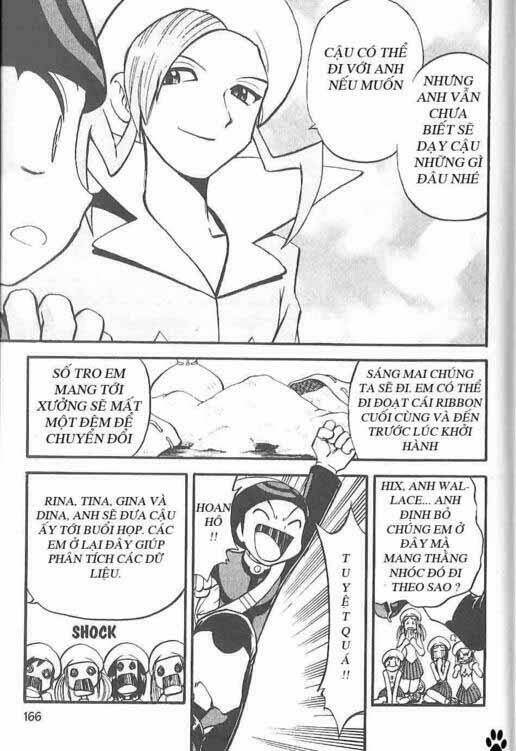 CẬU CÓ THỂ
ĐI VỚI ANH
NẾU MUỐN
NHƯNG
ANH VẪN
CHƯA
BIẾT SẼ
DẠY CẬU
NHỮNG GÌ
ĐÂU NHÉ
SỐ TRO EM
MANG TỚI
XƯỞNG SẼ MẤT
MỘT ĐÊM ĐỂ
CHUYỂN ĐỔI
SÁNG MAI CHÚNG
TA SẼ ĐI. EM CÓ THỂ
ĐI ĐOẠT CÁI RIBBON
CUỐI CÙNG VÀ ĐẾN
TRƯỚC LÚC KHỞI
HÀNH
RINA, TINA, GINA VÀ
DINA, ANH SẼ ĐƯA CẬU
ẤY TỚI BUỔI HỌP. CÁC
EM Ở LẠI ĐÂY GIÚP
PHÂN TÍCH CÁC DỮ
LIỆU.
SHOCK
HOAN
HÔ
!!
TUYỆT QUÁ!!
HIX, ANH WAL-
LACE... ANH
ĐỊNH BỎ
CHÚNG EM Ở
ĐÂY MÀ
MANG THẰNG
NHÓC ĐÓ ĐI
THEO SAO ?
166